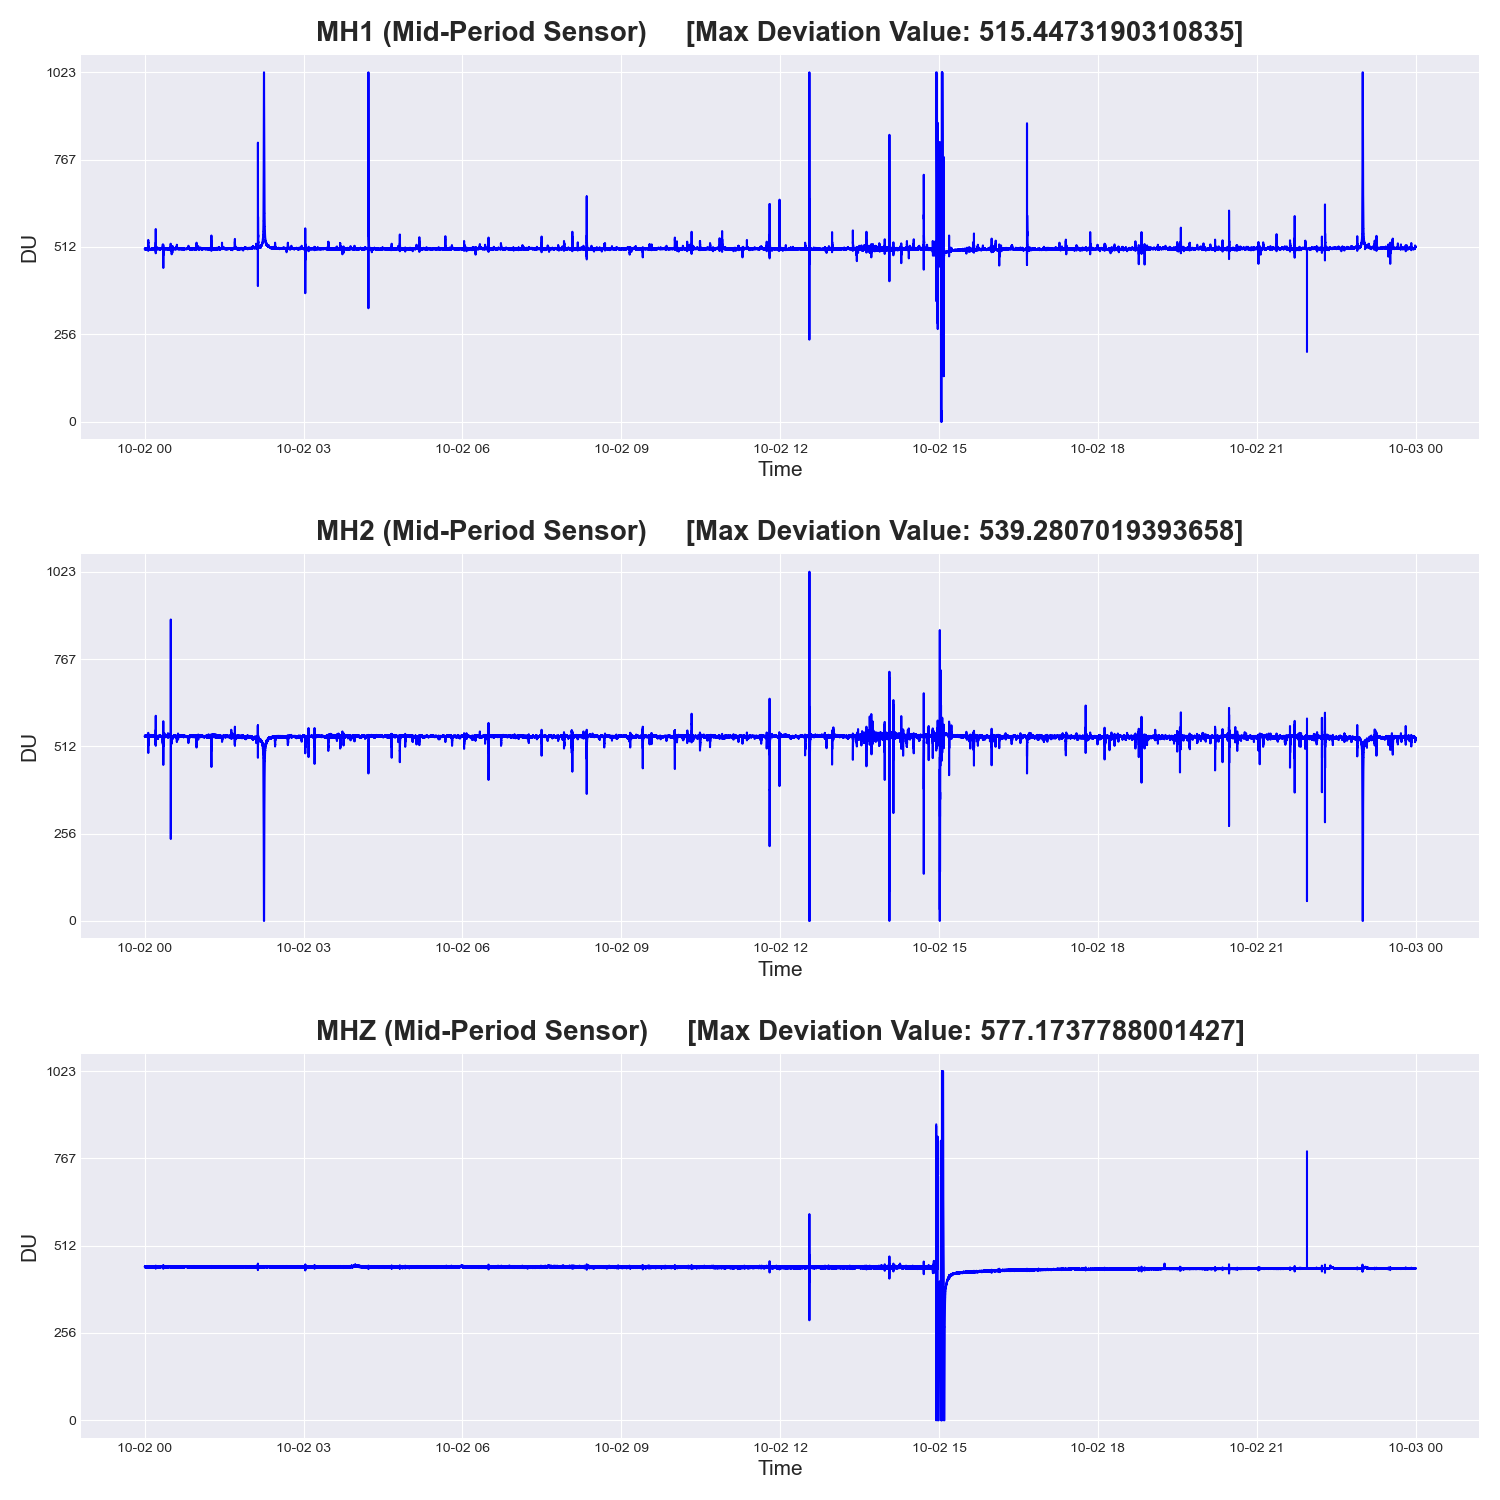 MH1 (Mid-Period Sensor) [Max Deviation Value: 515.4473190310835]
1023
767
512
256
0
DU
10-02 00 10-02 03 10-02 06 10-02 09 10-02 12 10-02 15 10-02 18 10-02 21 10-03 00
Time
MH2 (Mid-Period Sensor) [Max Deviation Value: 539.2807019393658]
1023
767
512
256
0
DU
10-02 00 10-02 03 10-02 06 10-02 09 10-02 12 10-02 15 10-02 18 10-02 21 10-03 00
Time
MHZ (Mid-Period Sensor) [Max Deviation Value: 577.1737788001427]
1023
767
512
256
0
DU
10-02 00 10-02 03 10-02 06 10-02 09 10-02 12 10-02 15 10-02 18 10-02 21 10-03 00
Time